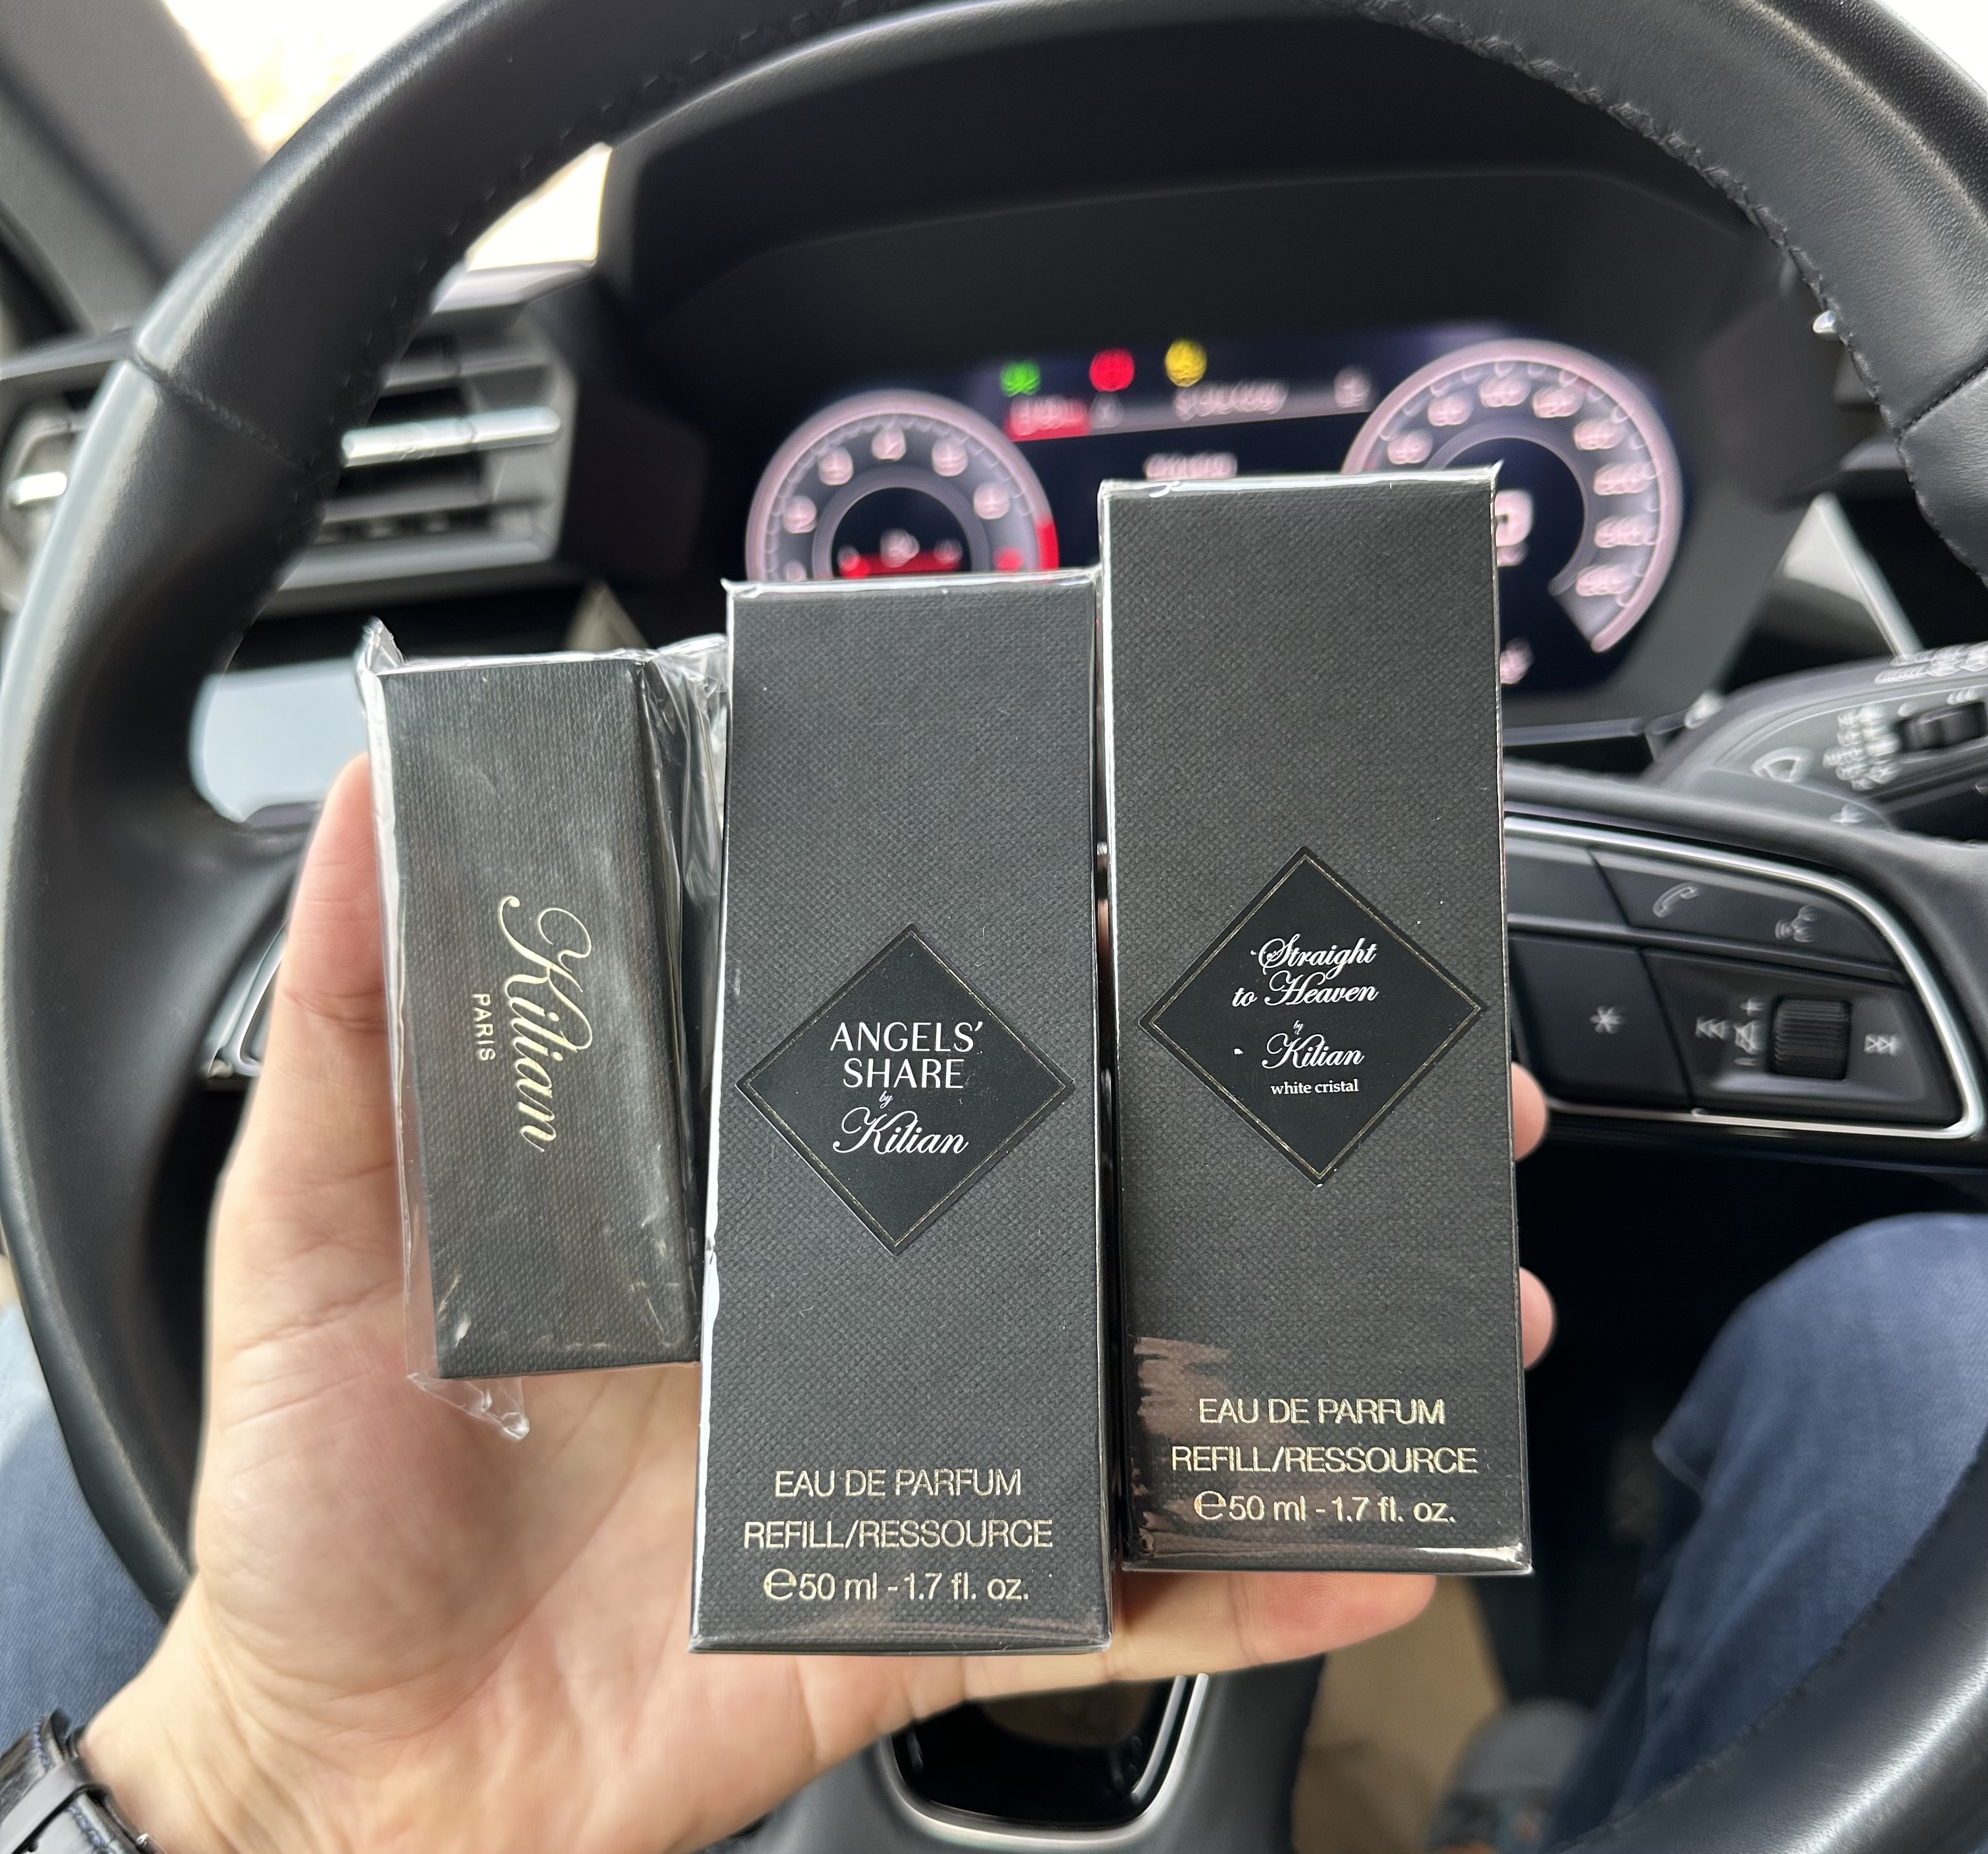 Kilian
PARIS
ANGELS'
SHARE
by
Kilian
EAU DE PARFUM
REFILL/RESSOURCE
℮50 ml - 1.7 fl. oz.
Straight
to Heaven
by
Kilian
white cristal
EAU DE PARFUM
REFILL/RESSOURCE
℮50 ml - 1.7 fl. oz.